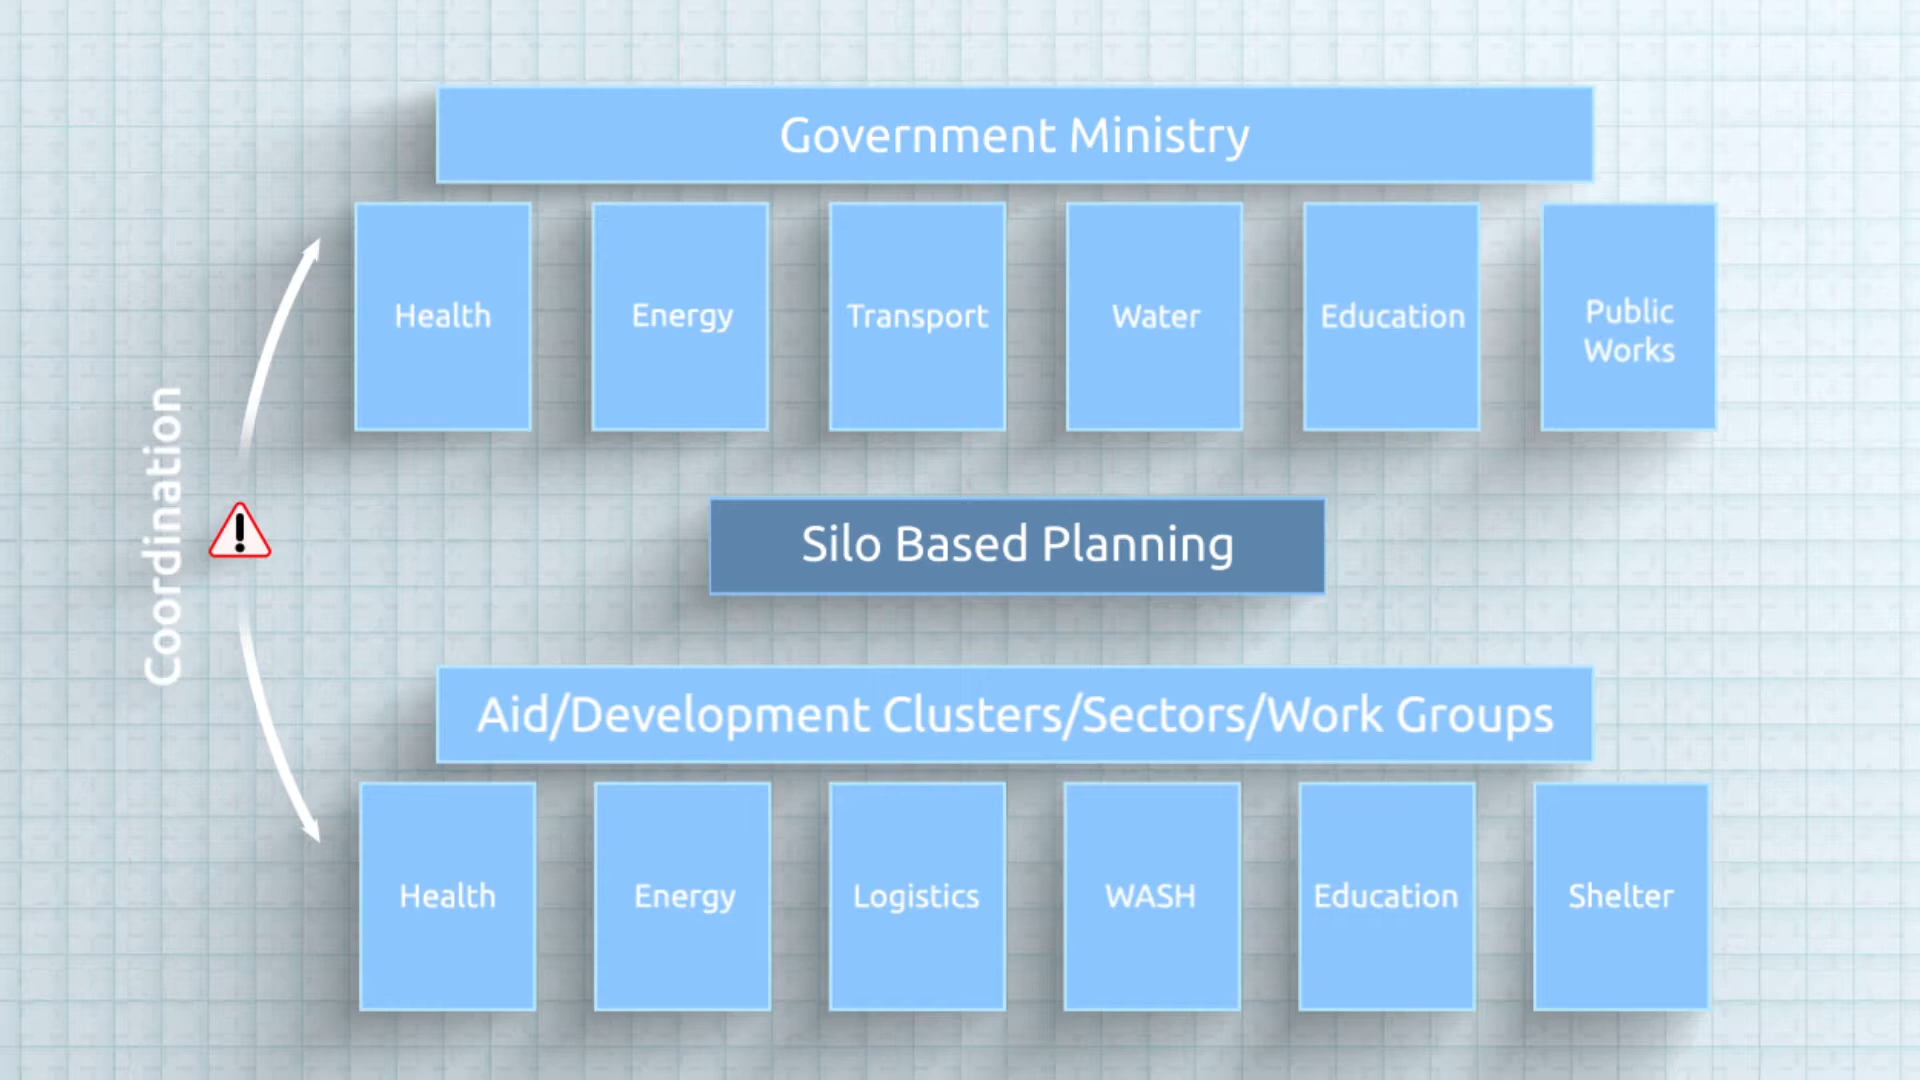 Government Ministry
Health
Energy
Transport
Water
Education
Public
Works
Coordination
Silo Based Planning
Aid/Development Clusters/Sectors/Work Groups
Health
Energy
Logistics
WASH
Education
Shelter